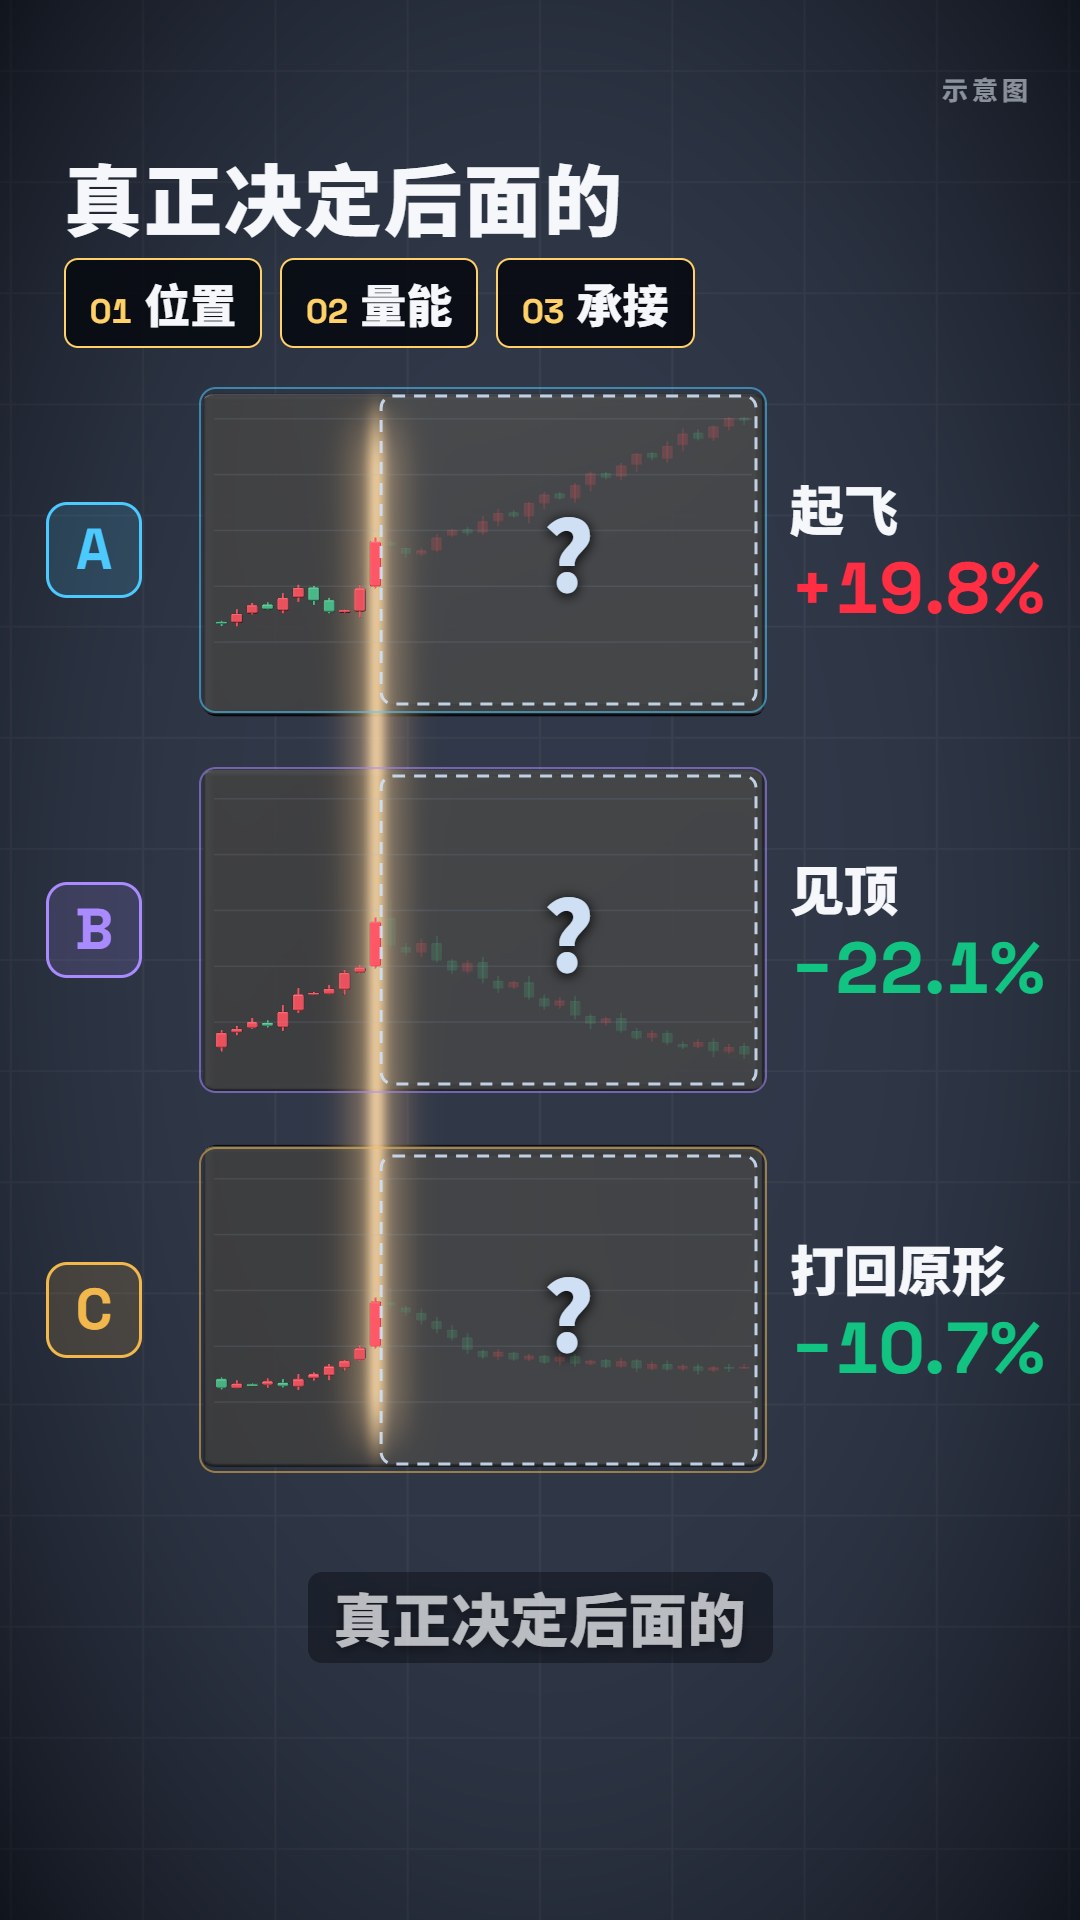 示意图
真正决定后面的
01 位置 02 量能 03 承接
A
?
起飞
+19.8%
B
?
见顶
-22.1%
C
?
打回原形
-10.7%
真正决定后面的